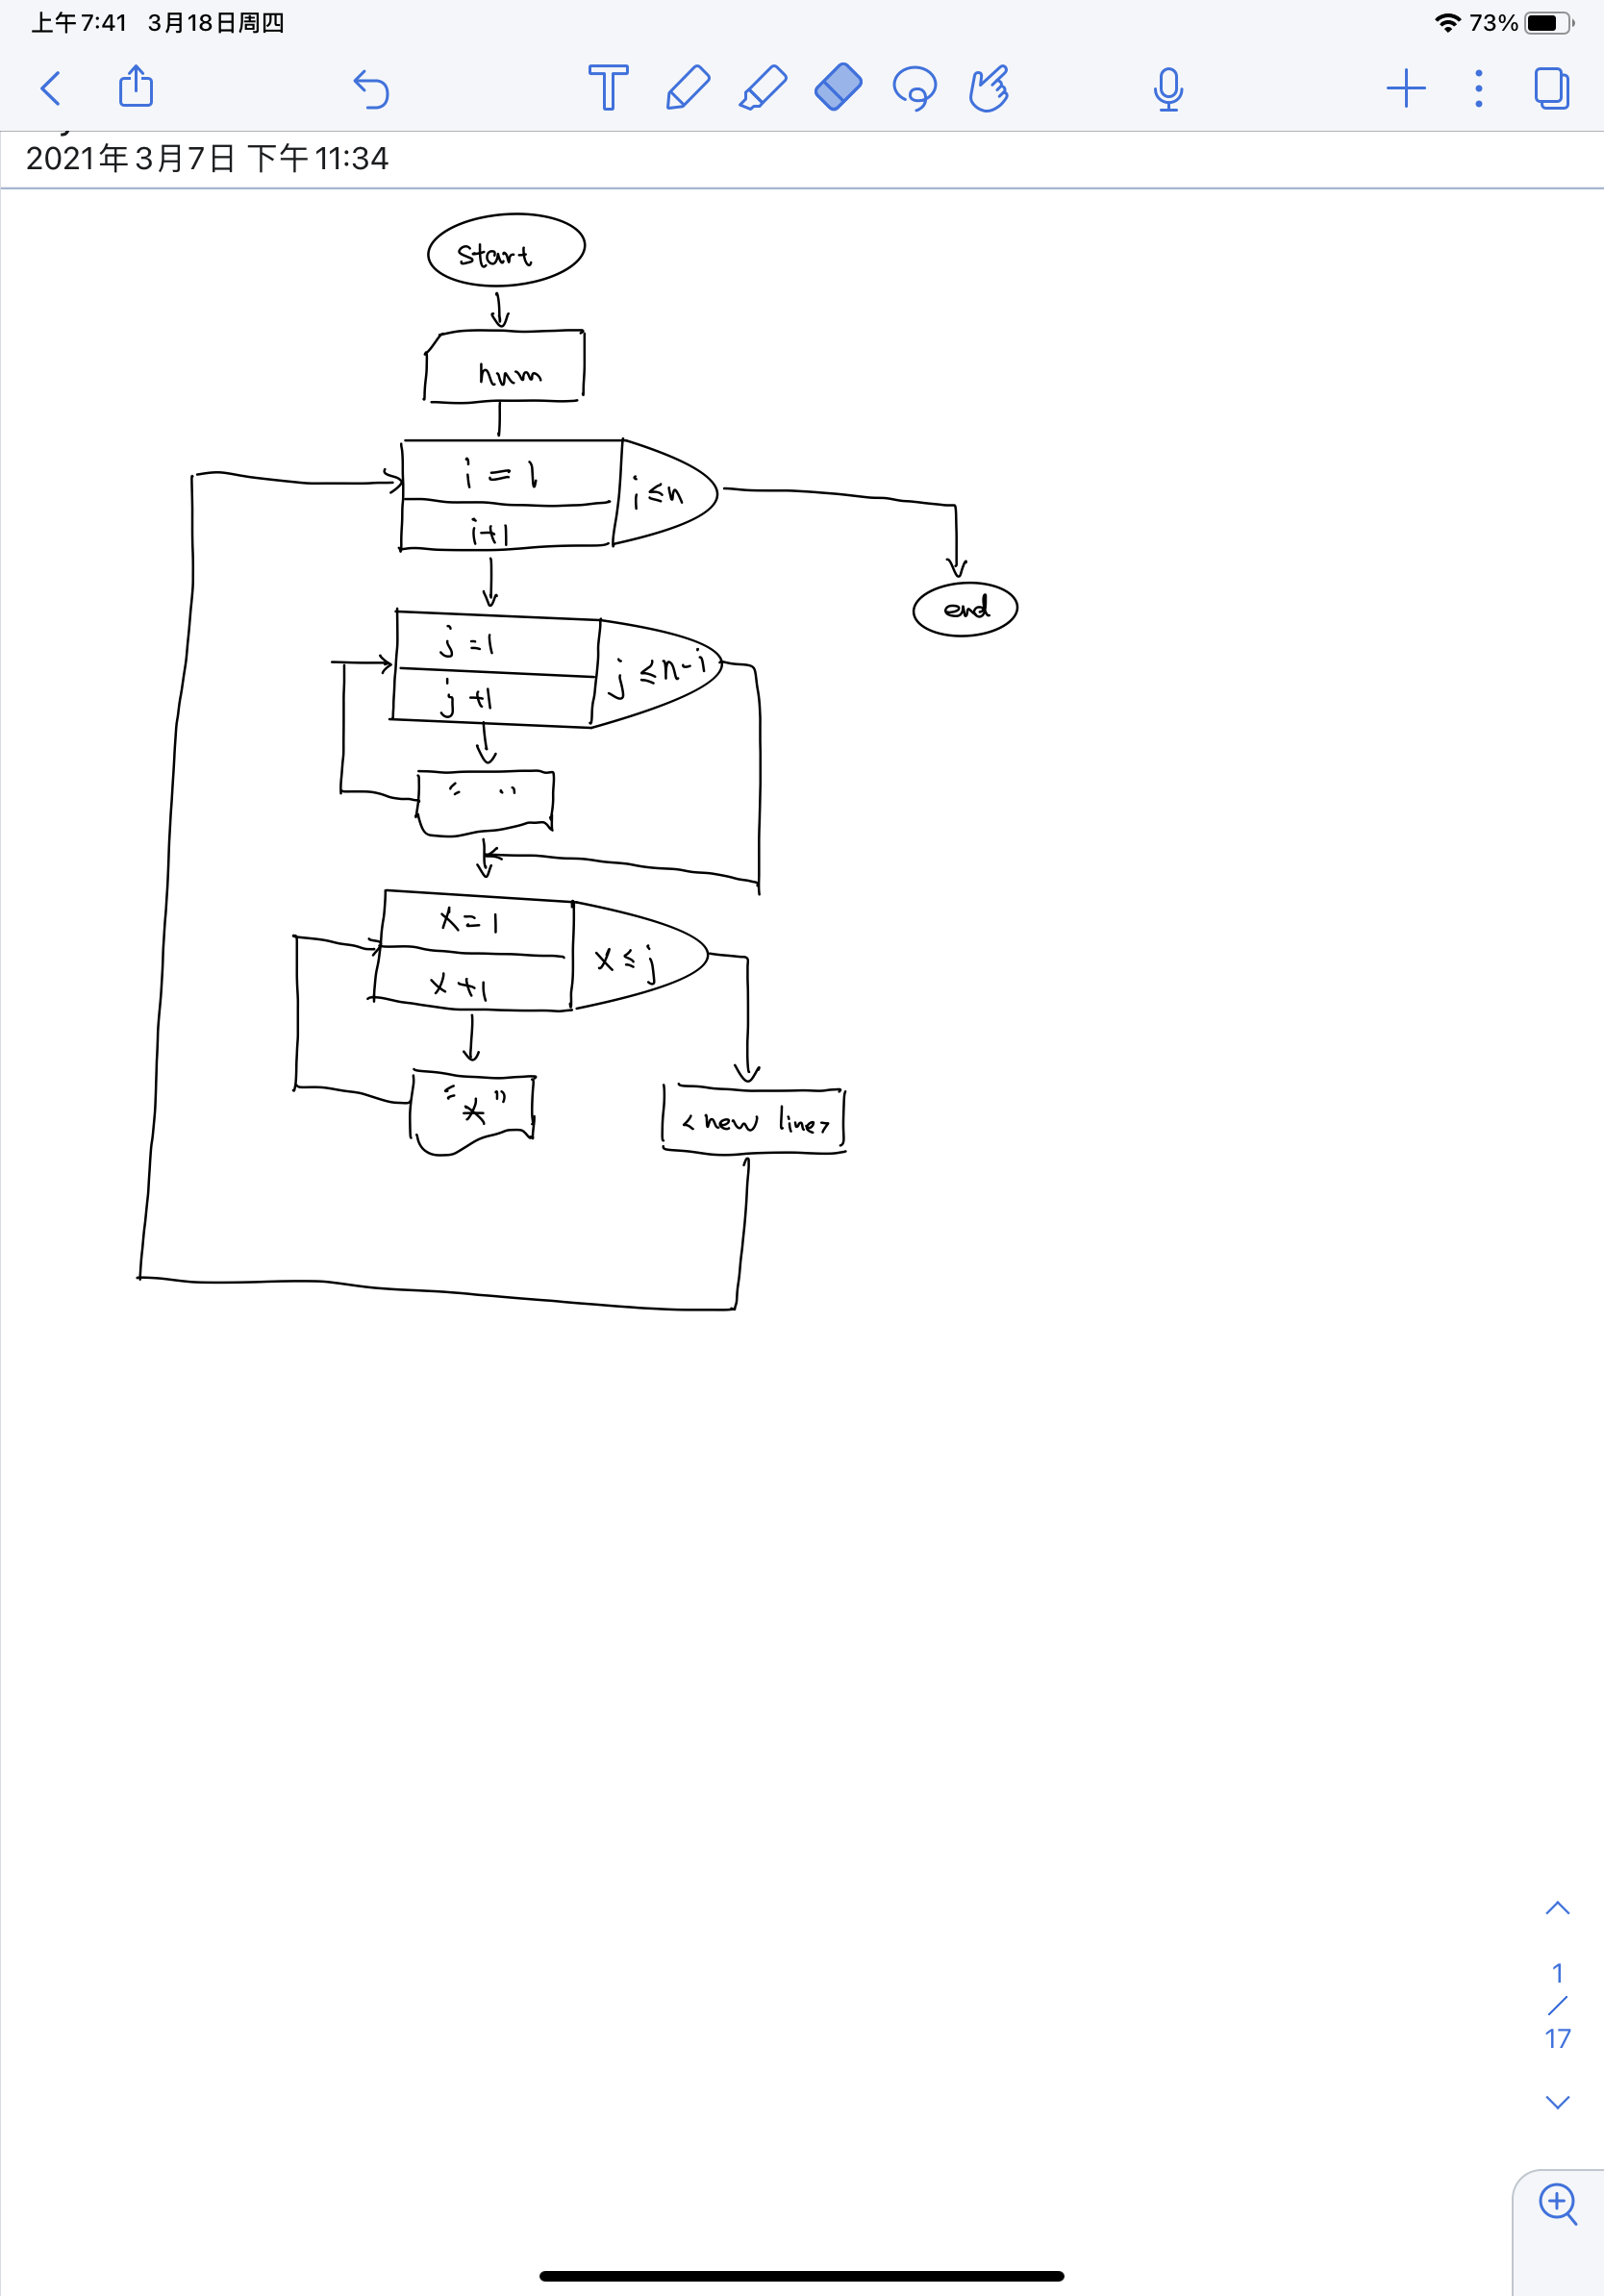 上午7:41 3月18日周四
73%
T
2021年3月7日 下午11:34
start
num
i = 1
i ≤ n
i+1
end
j = 1
j ≤ n-i
j +1
" "
x = 1
x ≤ j
x +1
"*"
<new line>
1
/
17